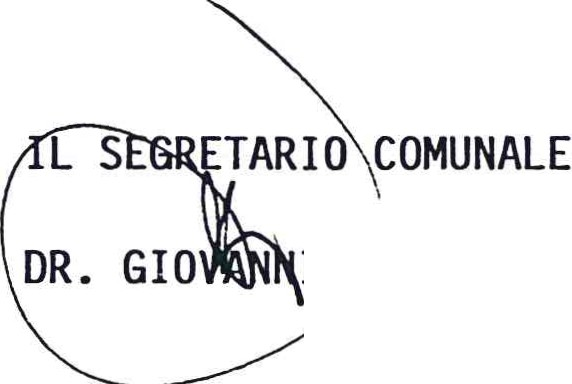 IL SEGRETARIO COMUNALE
DR. GIOVANNI